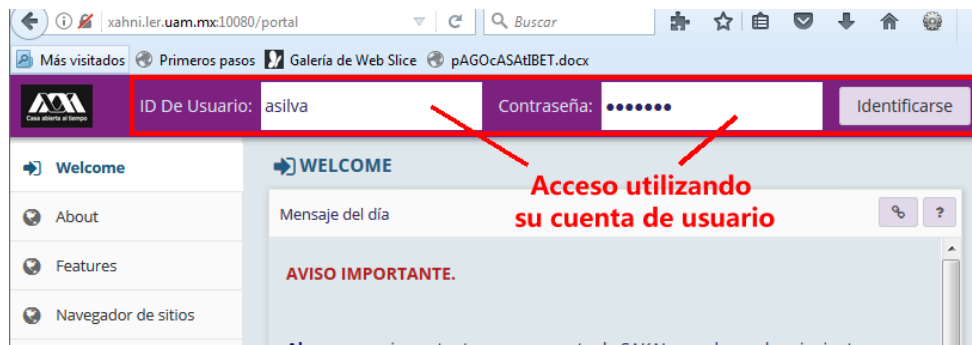 xahni.ler.uam.mx:10080/portal
Buscar
Más visitados Primeros pasos Galería de Web Slice pAGOcASAtIBET.docx
Casa abierta al tiempo ID De Usuario: asilva Contraseña: ••••••• Identificarse
Welcome
WELCOME
Acceso utilizando
su cuenta de usuario
About
Mensaje del día
?
Features
AVISO IMPORTANTE.
Navegador de sitios